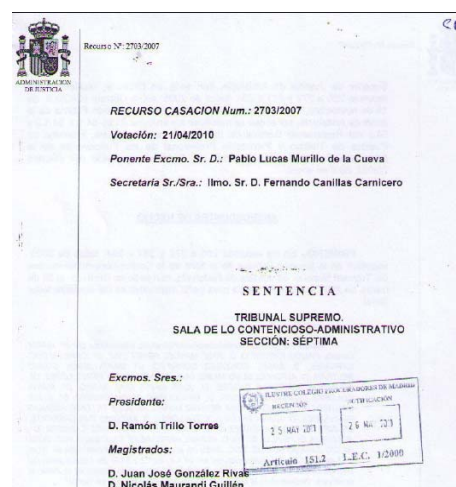 Recurso Nº: 2703/2007
ADMINISTRACION
DE JUSTICIA
RECURSO CASACION Num.: 2703/2007
Votación: 21/04/2010
Ponente Excmo. Sr. D.: Pablo Lucas Murillo de la Cueva
Secretaría Sr./Sra.: Ilmo. Sr. D. Fernando Canillas Carnicero
SENTENCIA
TRIBUNAL SUPREMO.
SALA DE LO CONTENCIOSO-ADMINISTRATIVO
SECCIÓN: SÉPTIMA
Excmos. Sres.:
Presidente:
D. Ramón Trillo Torres
Magistrados:
D. Juan José González Rivas
D. Nicolás Maurandi Guillén
ILUSTRE COLEGIO PROCURADORES DE MADRID
RECEPCIÓN
NOTIFICACIÓN
25 MAY
26
Artículo 151.2 L.E.C. 1/2000